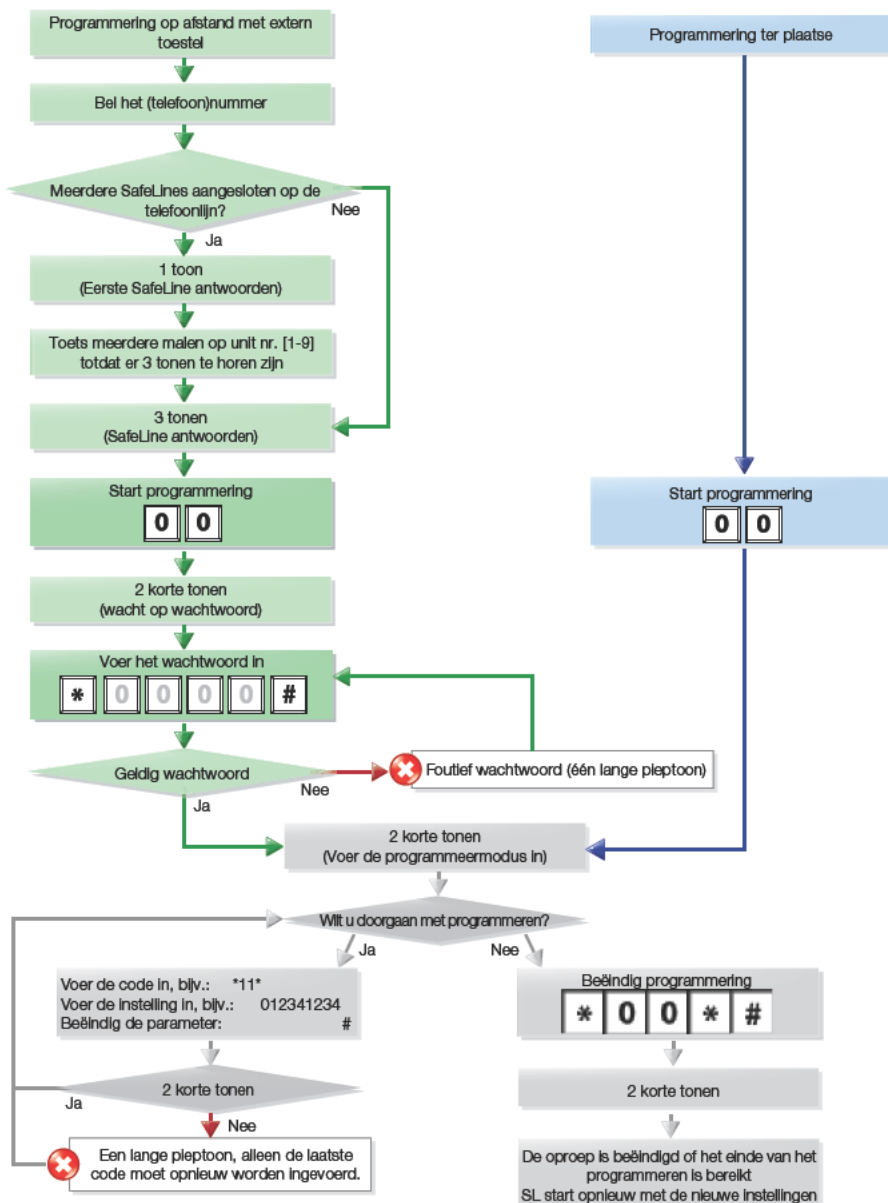 Programmering op afstand met extern
toestel
Programmering ter plaatse
Bel het (telefoon)nummer
Meerdere SafeLines aangesloten op de
telefoonlijn?
Nee
Ja
1 toon
(Eerste SafeLine antwoorden)
Toets meerdere malen op unit nr. [1-9]
totdat er 3 tonen te horen zijn
3 tonen
(SafeLine antwoorden)
Start programmering
0 0
Start programmering
0 0
2 korte tonen
(wacht op wachtwoord)
Voer het wachtwoord in
* 0 0 0 0 #
Geldig wachtwoord
Nee
Ja
Foutief wachtwoord (één lange pieptoon)
2 korte tonen
(Voer de programmeermodus in)
Wilt u doorgaan met programmeren?
Ja
Nee
Voer de code in, bijv.: *11*
Voer de instelling in, bijv.: 012341234
Beëindig de parameter: #
Beëindig programmering
* 0 0 * #
2 korte tonen
Ja
Nee
2 korte tonen
Een lange pieptoon, alleen de laatste
code moet opnieuw worden ingevoerd.
De oproep is beëindigd of het einde van het
programmeren is bereikt
SL start opnieuw met de nieuwe instellingen